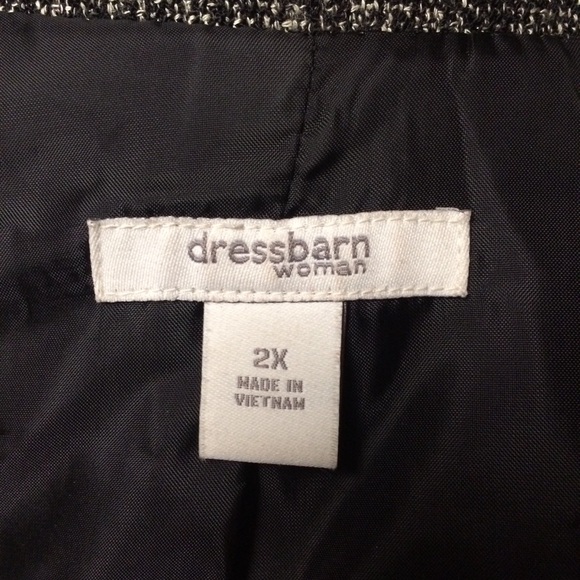 dressbarn
woman
2X
MADE IN
VIETNAM